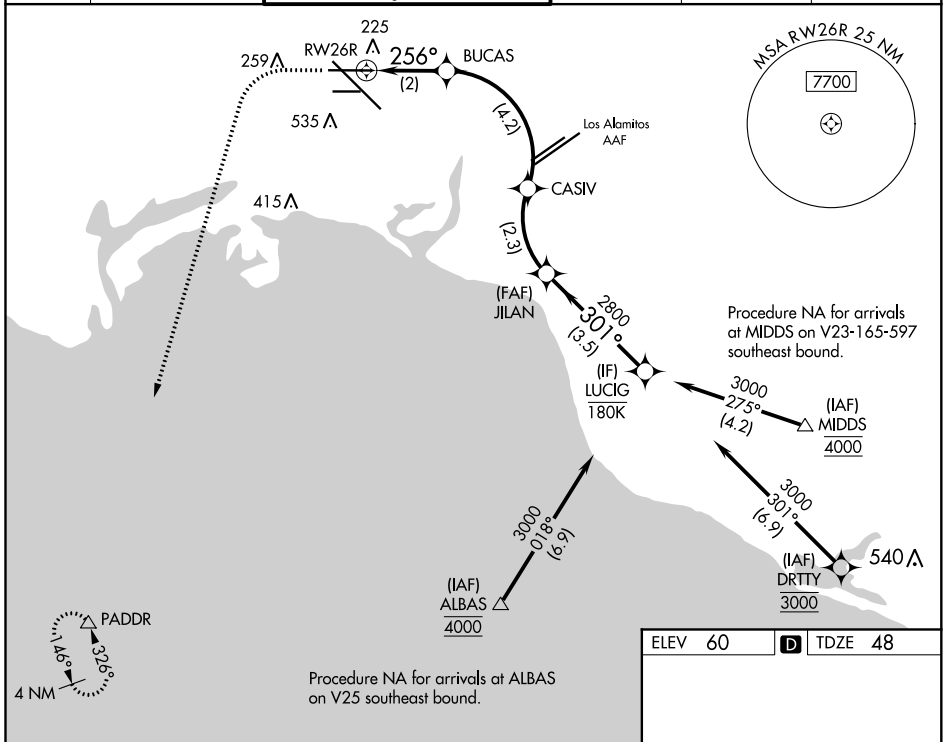 225
RW26R
259
256°
(2)
BUCAS
535
(4.2)
Los Alamitos
AAF
MSA RW26R 25 NM
7700
415
CASIV
(2.3)
(FAF)
JILAN
2800
301°
(3.5)
(IF)
LUCIG
180K
Procedure NA for arrivals
at MIDDS on V23-165-597
southeast bound.
3000
275°
(4.2)
(IAF)
MIDDS
4000
3000
301°
(6.9)
(IAF)
DRTTY
3000
540
3000
018°
(6.9)
(IAF)
ALBAS
4000
PADDR
146°
326°
4 NM
Procedure NA for arrivals at ALBAS
on V25 southeast bound.
ELEV 60 D TDZE 48